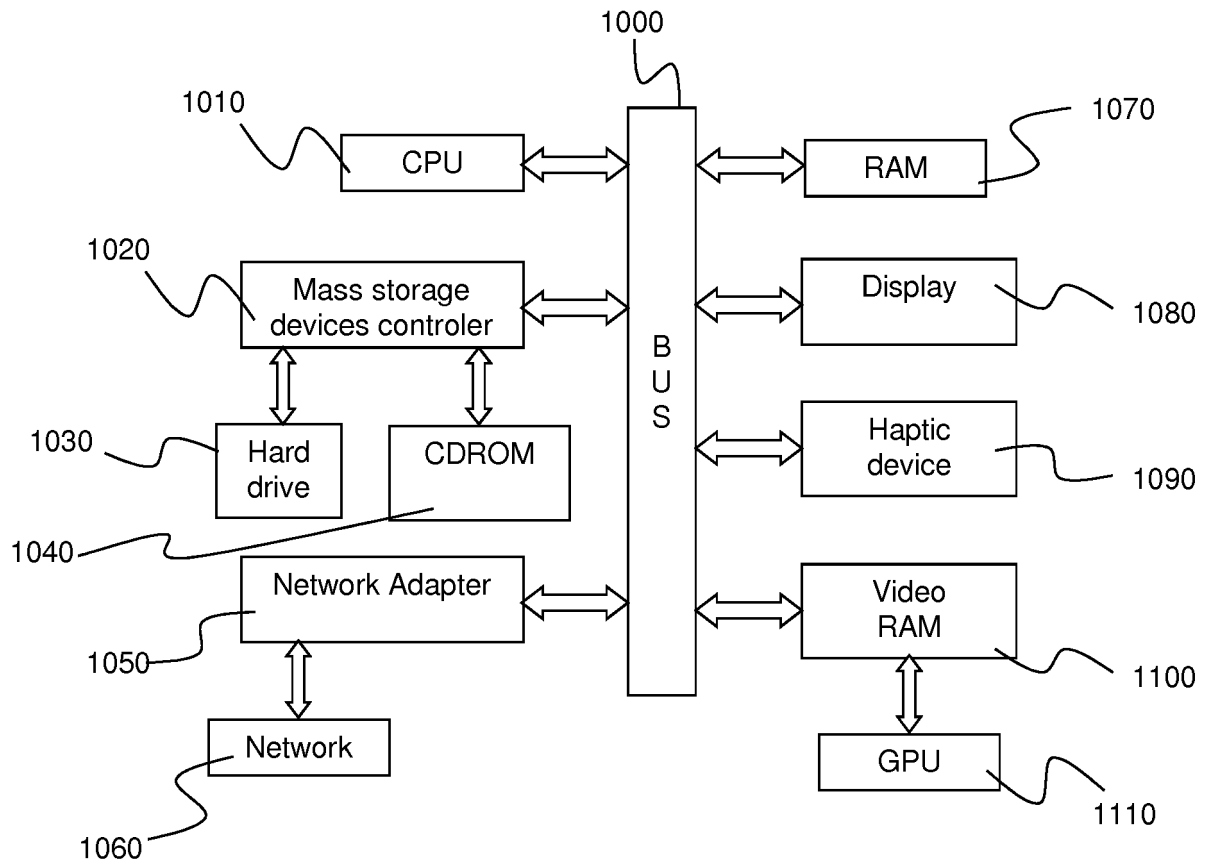 1000
1010
CPU
RAM
1070
1020
Mass storage
devices controler
Display
1080
B
U
S
1030
Hard
drive
CDROM
Haptic
device
1090
1040
Network Adapter
Video
RAM
1050
1100
Network
GPU
1060
1110